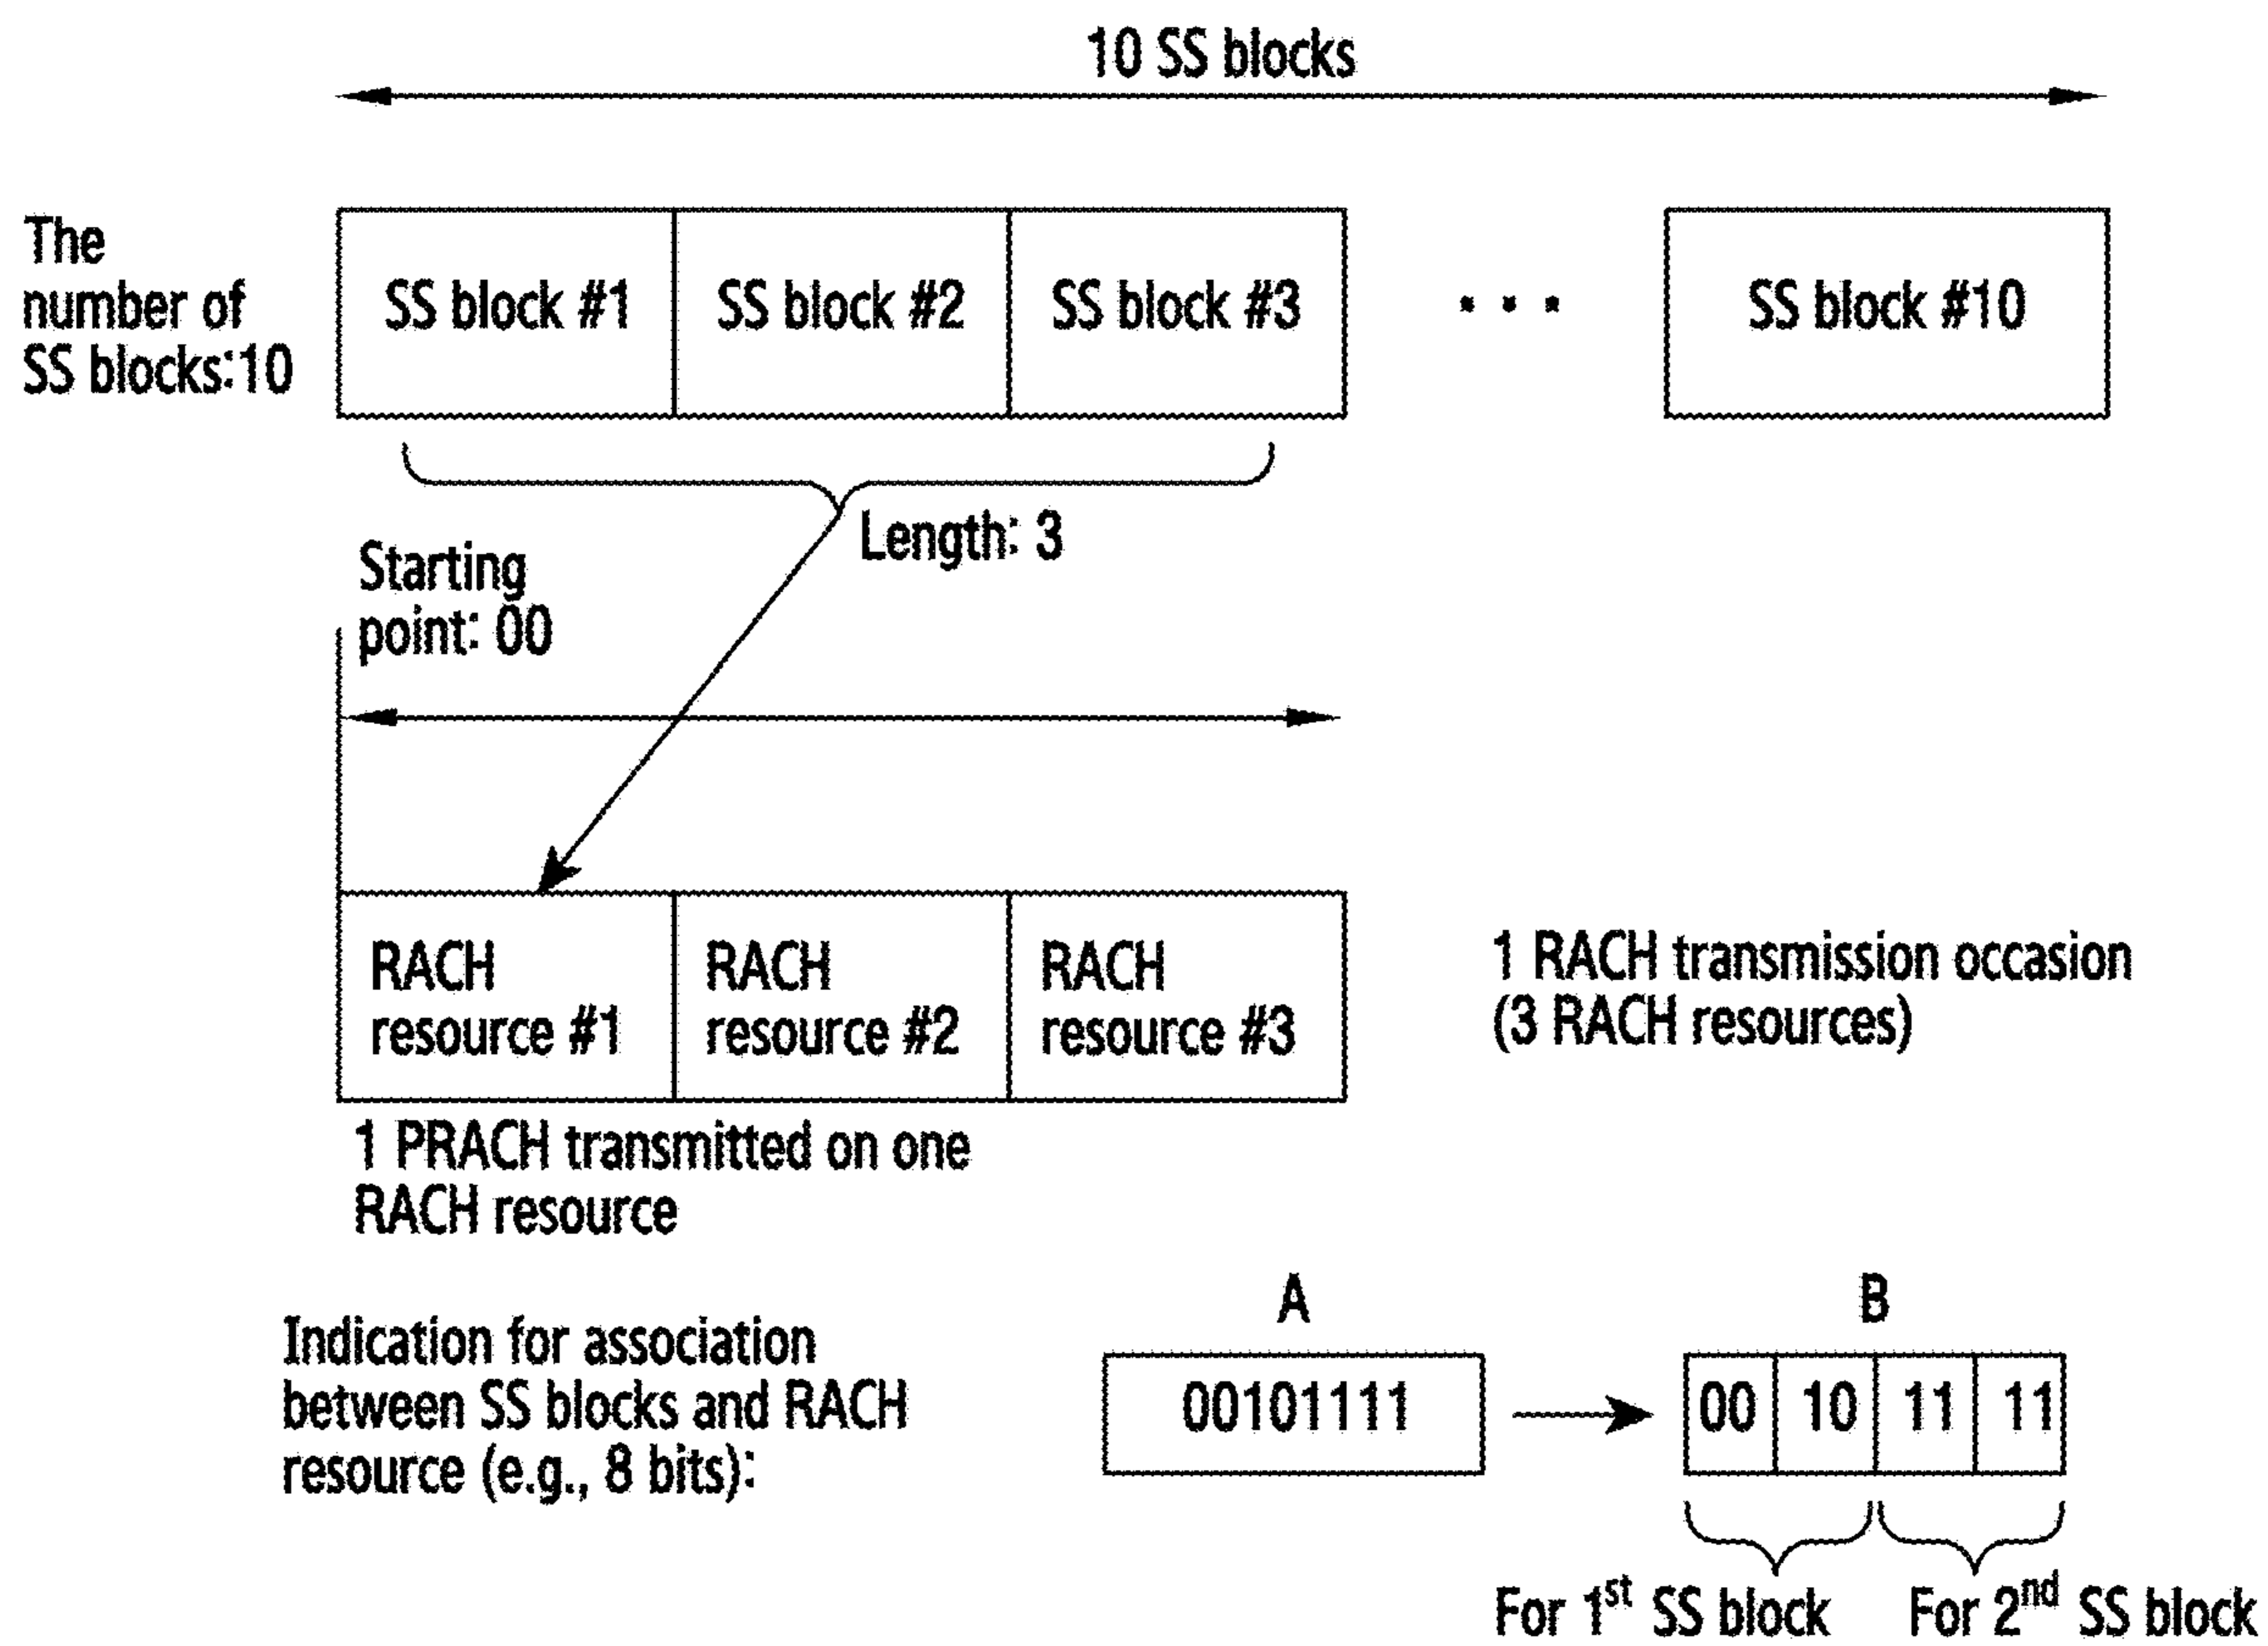 10 SS blocks
The
number of
SS blocks:10
SS block #1
SS block #2
SS block #3
...
SS block #10
Length: 3
Starting
point: 00
RACH
resource #1
RACH
resource #2
RACH
resource #3
1 RACH transmission occasion
(3 RACH resources)
1 PRACH transmitted on one
RACH resource
Indication for association
between SS blocks and RACH
resource (e.g., 8 bits):
A
00101111
B
00 10 11 11
For 1st SS block
For 2nd SS block